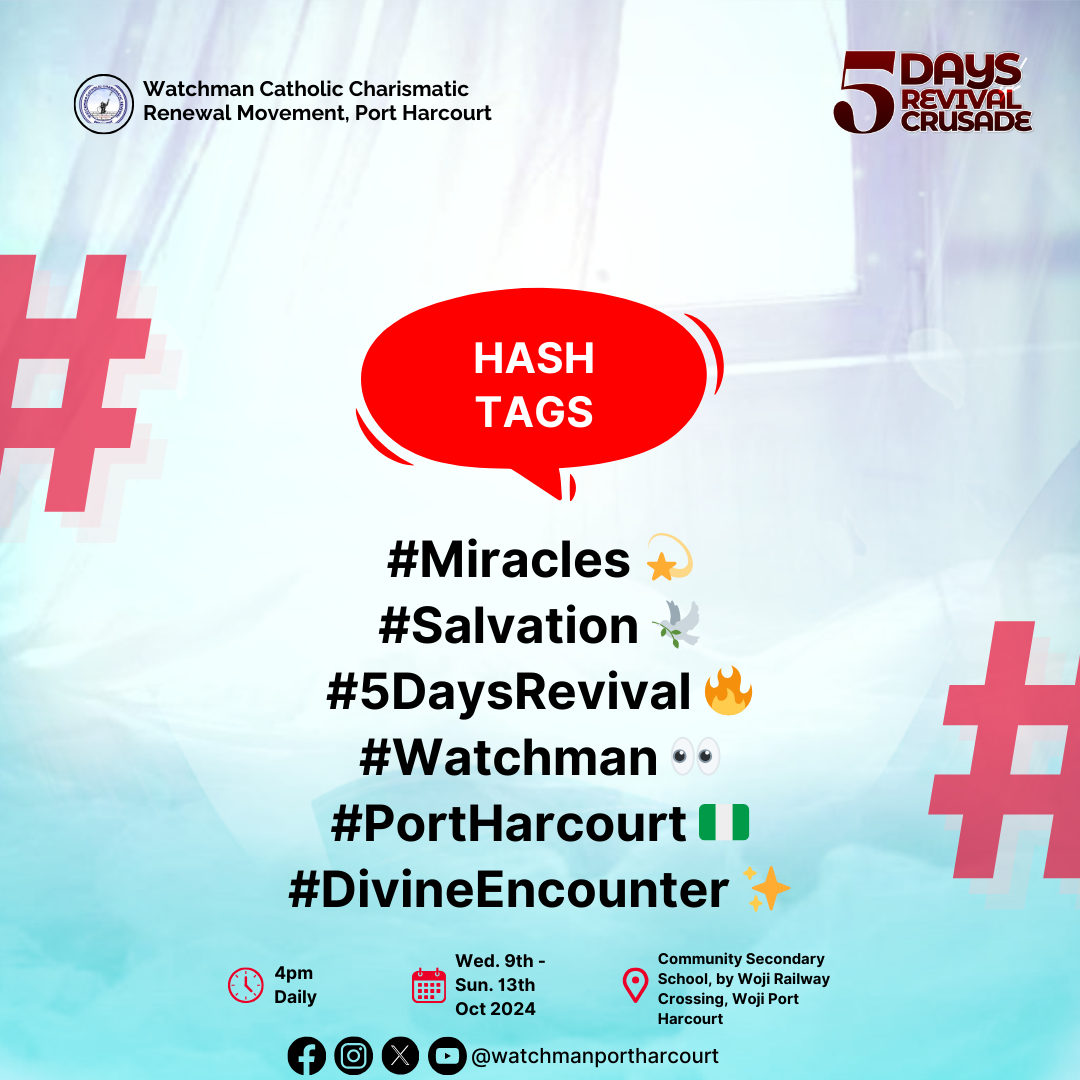 Watchman Catholic Charismatic
Renewal Movement, Port Harcourt
5 DAYS
REVIVAL
CRUSADE
#
HASH
TAGS
#Miracles 💫
#Salvation 🕊️
#5DaysRevival 🔥
#Watchman 👀
#PortHarcourt 🇳🇬
#DivineEncounter ✨
#
4pm
Daily
Wed. 9th -
Sun. 13th
Oct 2024
Community Secondary
School, by Woji Railway
Crossing, Woji Port
Harcourt
@watchmanportharcourt